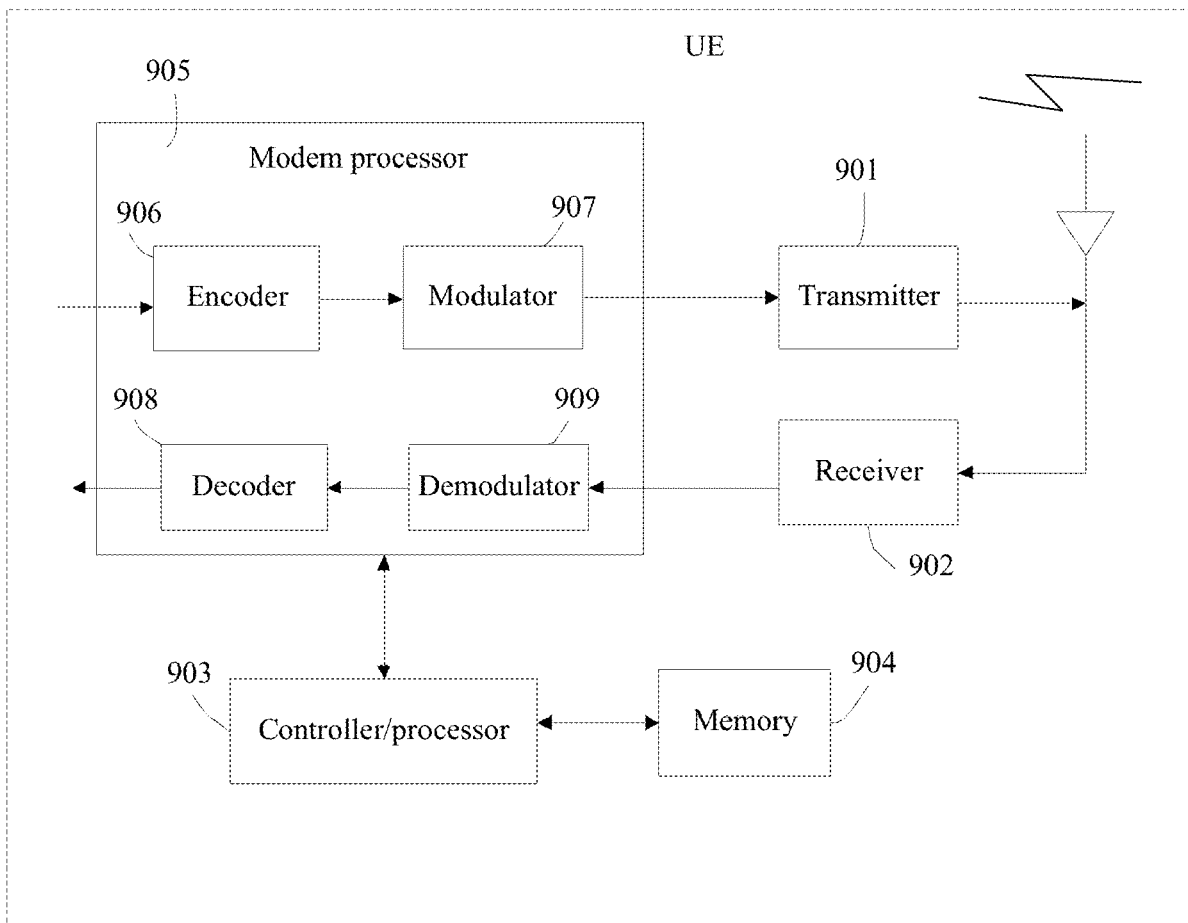 UE
905
Modem processor
901
906
907
Encoder
Modulator
Transmitter
908
909
Decoder
Demodulator
Receiver
902
903
904
Controller/processor
Memory